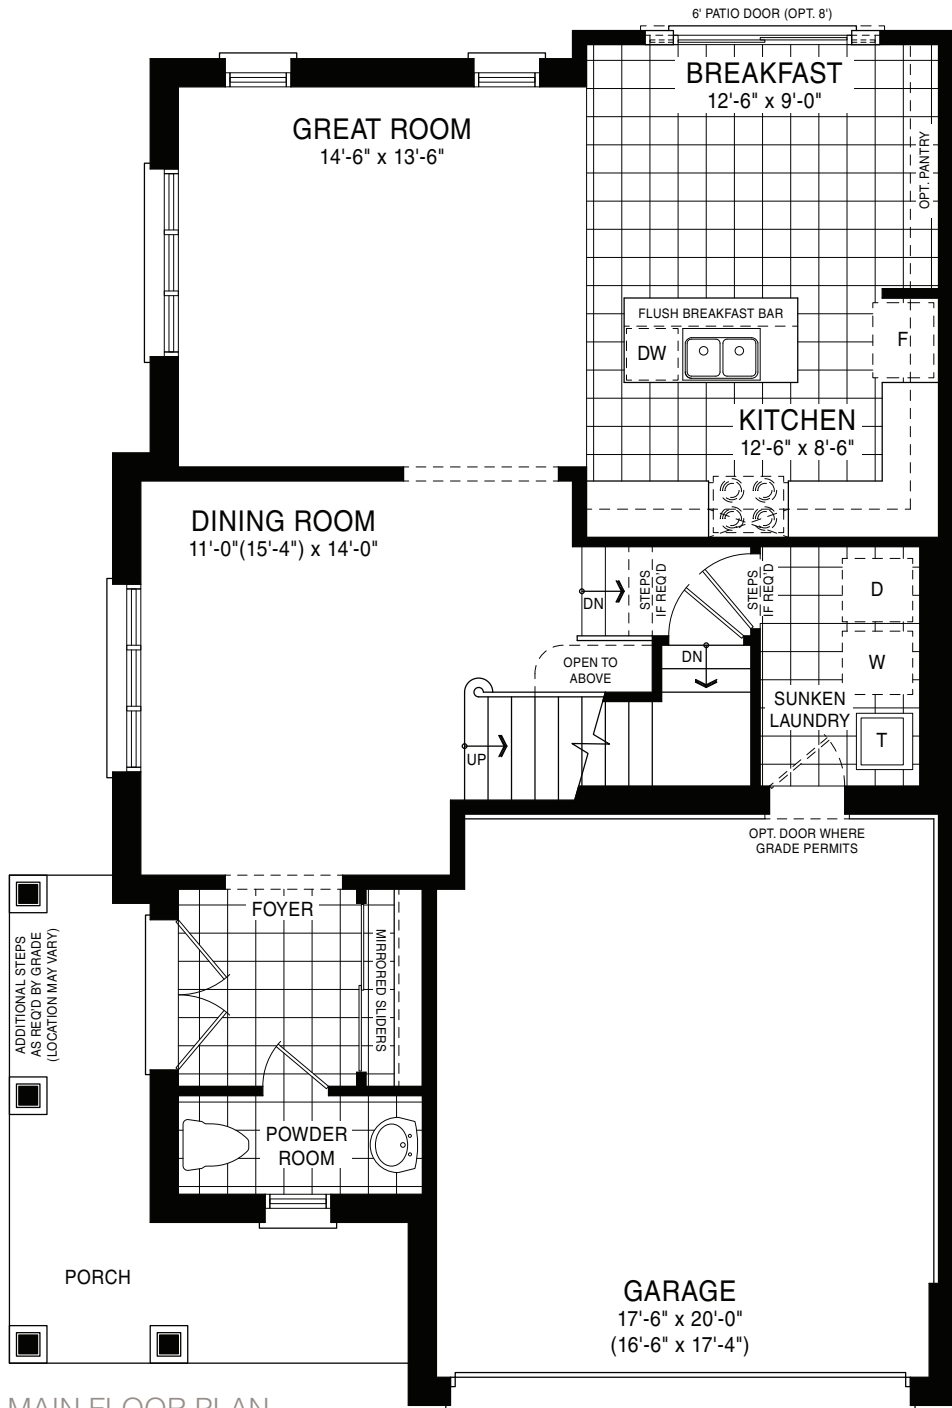 6' PATIO DOOR (OPT. 8')
BREAKFAST
12'-6" x 9'-0"
GREAT ROOM
14'-6" x 13'-6"
OPT. PANTRY
FLUSH BREAKFAST BAR
DW
F
KITCHEN
12'-6" x 8'-6"
DINING ROOM
11'-0"(15'-4") x 14'-0"
DN
STEPS
IF REQ'D
STEPS
IF REQ'D
D
OPEN TO
ABOVE
DN
W
SUNKEN
LAUNDRY
T
UP
OPT. DOOR WHERE
GRADE PERMITS
FOYER
MIRRORED SLIDERS
ADDITIONAL STEPS
AS REQ'D BY GRADE
(LOCATION MAY VARY)
POWDER
ROOM
PORCH
GARAGE
17'-6" x 20'-0"
(16'-6" x 17'-4")
MAIN FLOOR PLAN